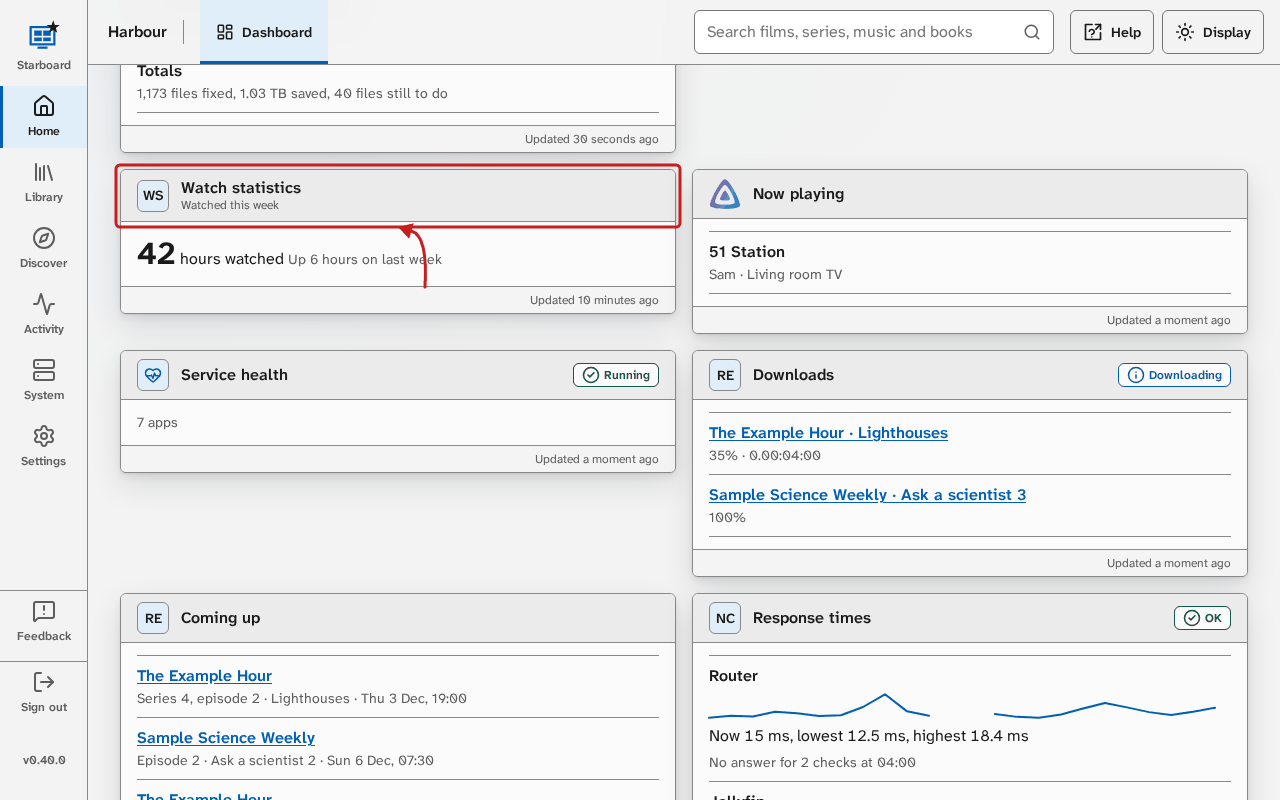 Starboard
Home
Library
Discover
Activity
System
Settings
Feedback
Sign out
v0.40.0
Harbour
Dashboard
Search films, series, music and books
Help
Display
Totals
1,173 files fixed, 1.03 TB saved, 40 files still to do
Updated 30 seconds ago
WS
Watch statistics
Watched this week
42 hours watched Up 6 hours on last week
Updated 10 minutes ago
Now playing
51 Station
Sam · Living room TV
Updated a moment ago
Service health
Running
7 apps
Updated a moment ago
RE
Downloads
Downloading
The Example Hour · Lighthouses
35% · 0.00:04:00
Sample Science Weekly · Ask a scientist 3
100%
Updated a moment ago
RE
Coming up
The Example Hour
Series 4, episode 2 · Lighthouses · Thu 3 Dec, 19:00
Sample Science Weekly
Episode 2 · Ask a scientist 2 · Sun 6 Dec, 07:30
The Example Hour
NC
Response times
OK
Router
Now 15 ms, lowest 12.5 ms, highest 18.4 ms
No answer for 2 checks at 04:00
Jellyfin